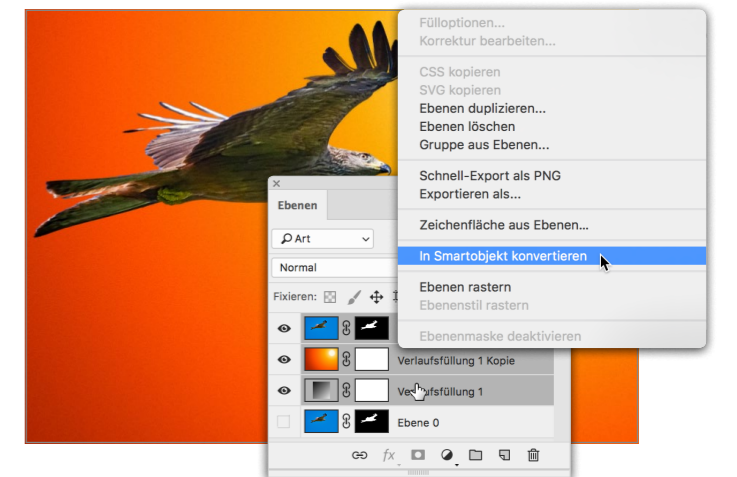 Fülloptionen...
Korrektur bearbeiten...
CSS kopieren
SVG kopieren
Ebenen duplizieren...
Ebenen löschen
Gruppe aus Ebenen...
Schnell-Export als PNG
Exportieren als...
Zeichenfläche aus Ebenen...
In Smartobjekt konvertieren
Ebenen rastern
Ebenenstil rastern
Ebenenmaske deaktivieren
Ebenen
Art
Normal
Fixieren:
Verlaufsfüllung 1 Kopie
Verlaufsfüllung 1
Ebene 0
fx